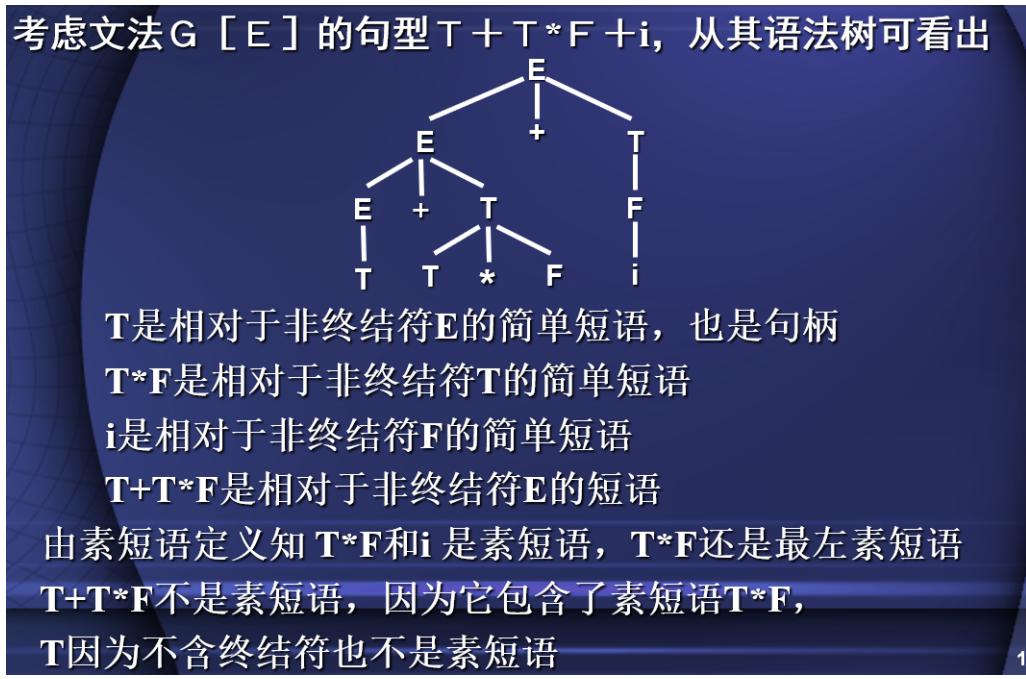 考虑文法G［E］的句型T＋T*F＋i，从其语法树可看出
E
E + T
E + T F
T T * F i
T是相对于非终结符E的简单短语，也是句柄
T*F是相对于非终结符T的简单短语
i是相对于非终结符F的简单短语
T+T*F是相对于非终结符E的短语
由素短语定义知 T*F和i 是素短语，T*F还是最左素短语
T+T*F不是素短语，因为它包含了素短语T*F，
T因为不含终结符也不是素短语
1